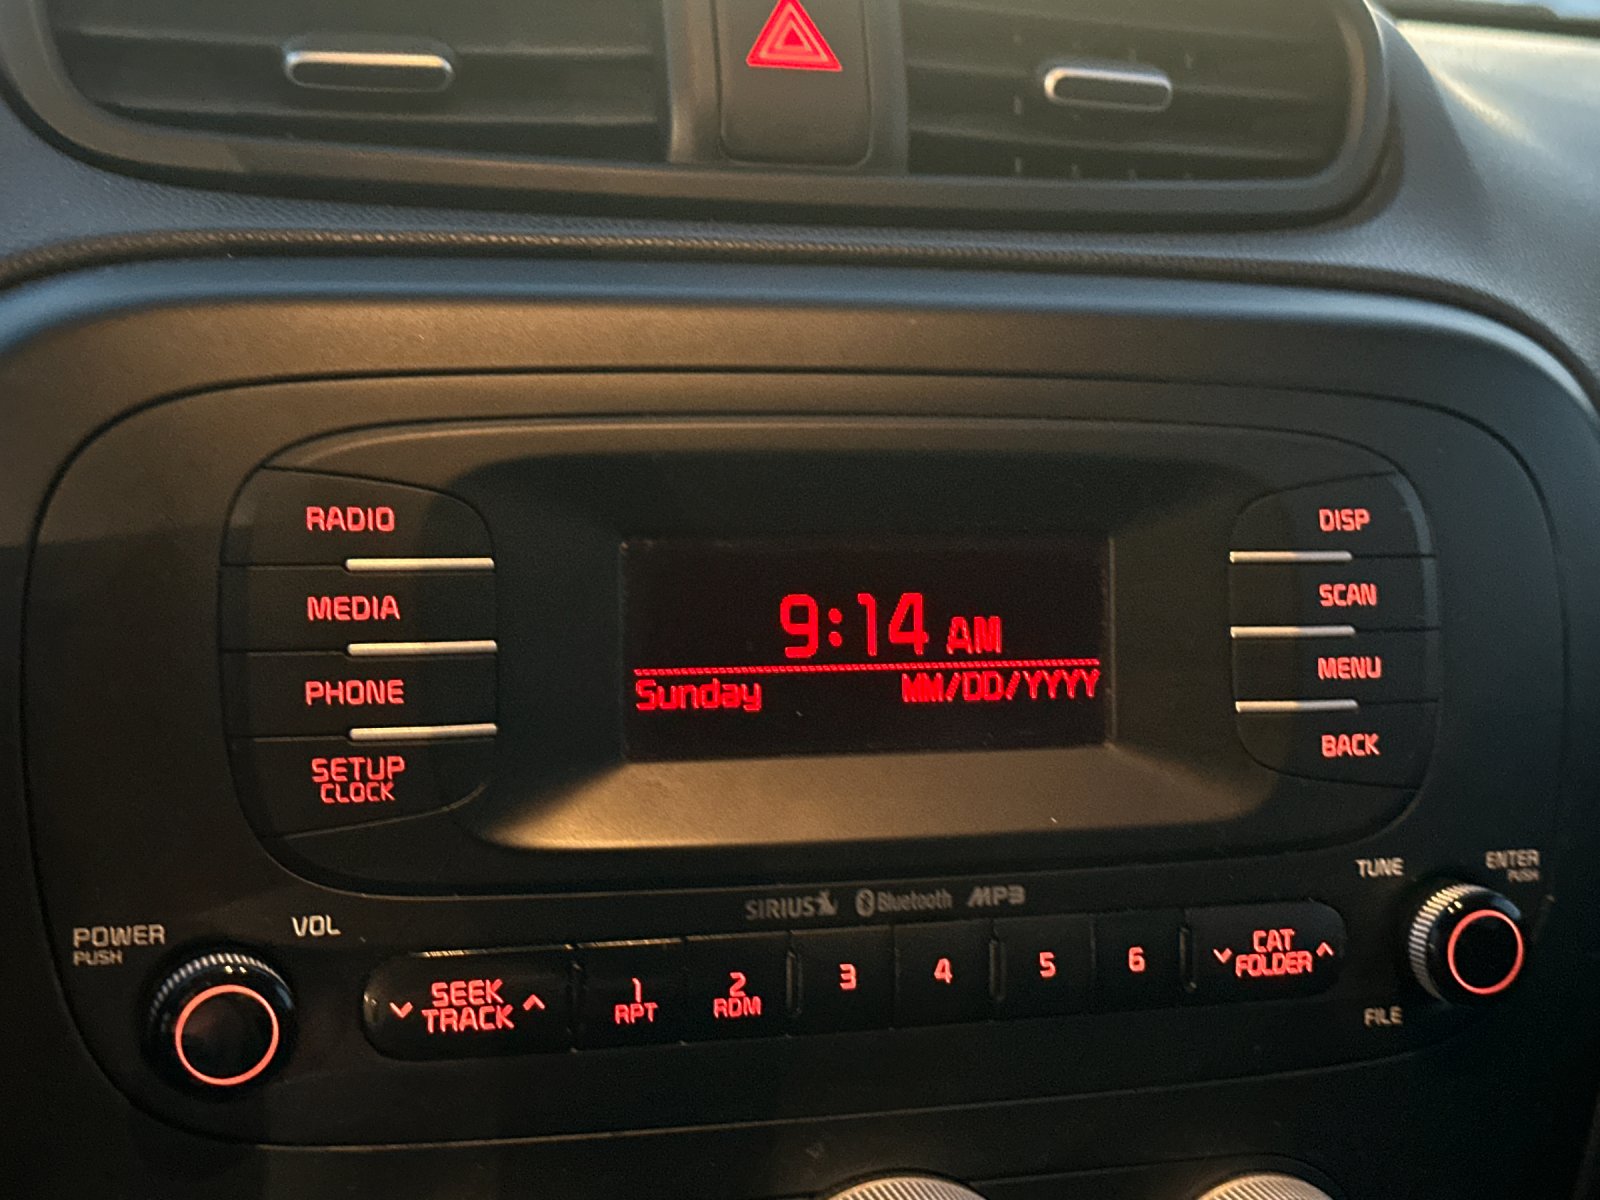 RADIO
MEDIA
PHONE
SETUP
CLOCK
9:14 AM
Sunday MM/DD/YYYY
DISP
SCAN
MENU
BACK
SIRIUS Bluetooth MP3
POWER
PUSH
VOL
SEEK
TRACK
1
RPT
2
RDM
3
4
5
6
CAT
FOLDER
TUNE
ENTER
PUSH
FILE